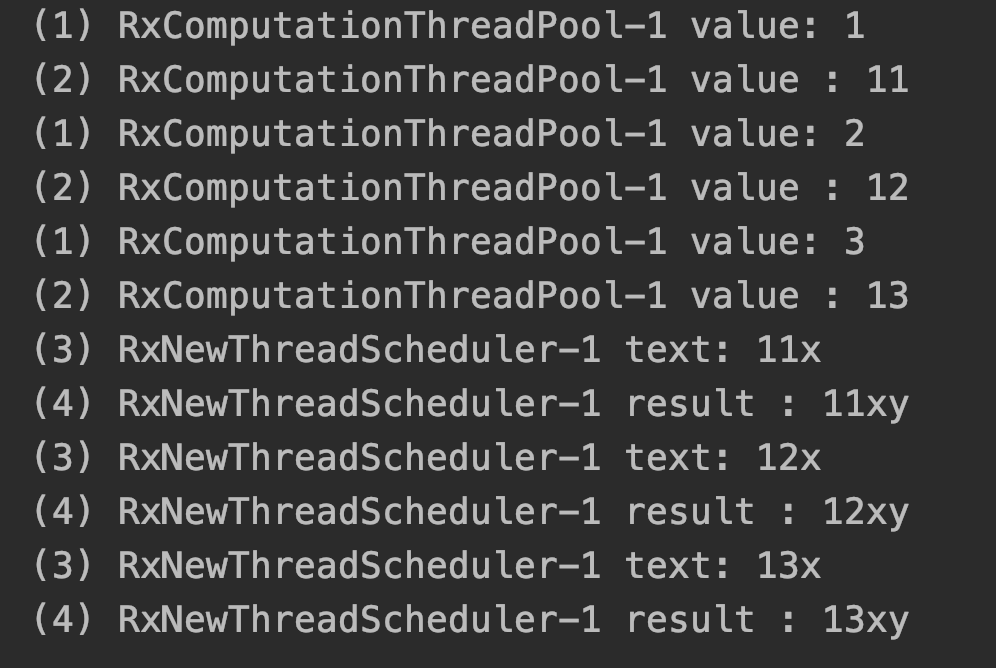 (1) RxComputationThreadPool-1 value: 1
(2) RxComputationThreadPool-1 value : 11
(1) RxComputationThreadPool-1 value: 2
(2) RxComputationThreadPool-1 value : 12
(1) RxComputationThreadPool-1 value: 3
(2) RxComputationThreadPool-1 value : 13
(3) RxNewThreadScheduler-1 text: 11x
(4) RxNewThreadScheduler-1 result : 11xy
(3) RxNewThreadScheduler-1 text: 12x
(4) RxNewThreadScheduler-1 result : 12xy
(3) RxNewThreadScheduler-1 text: 13x
(4) RxNewThreadScheduler-1 result : 13xy